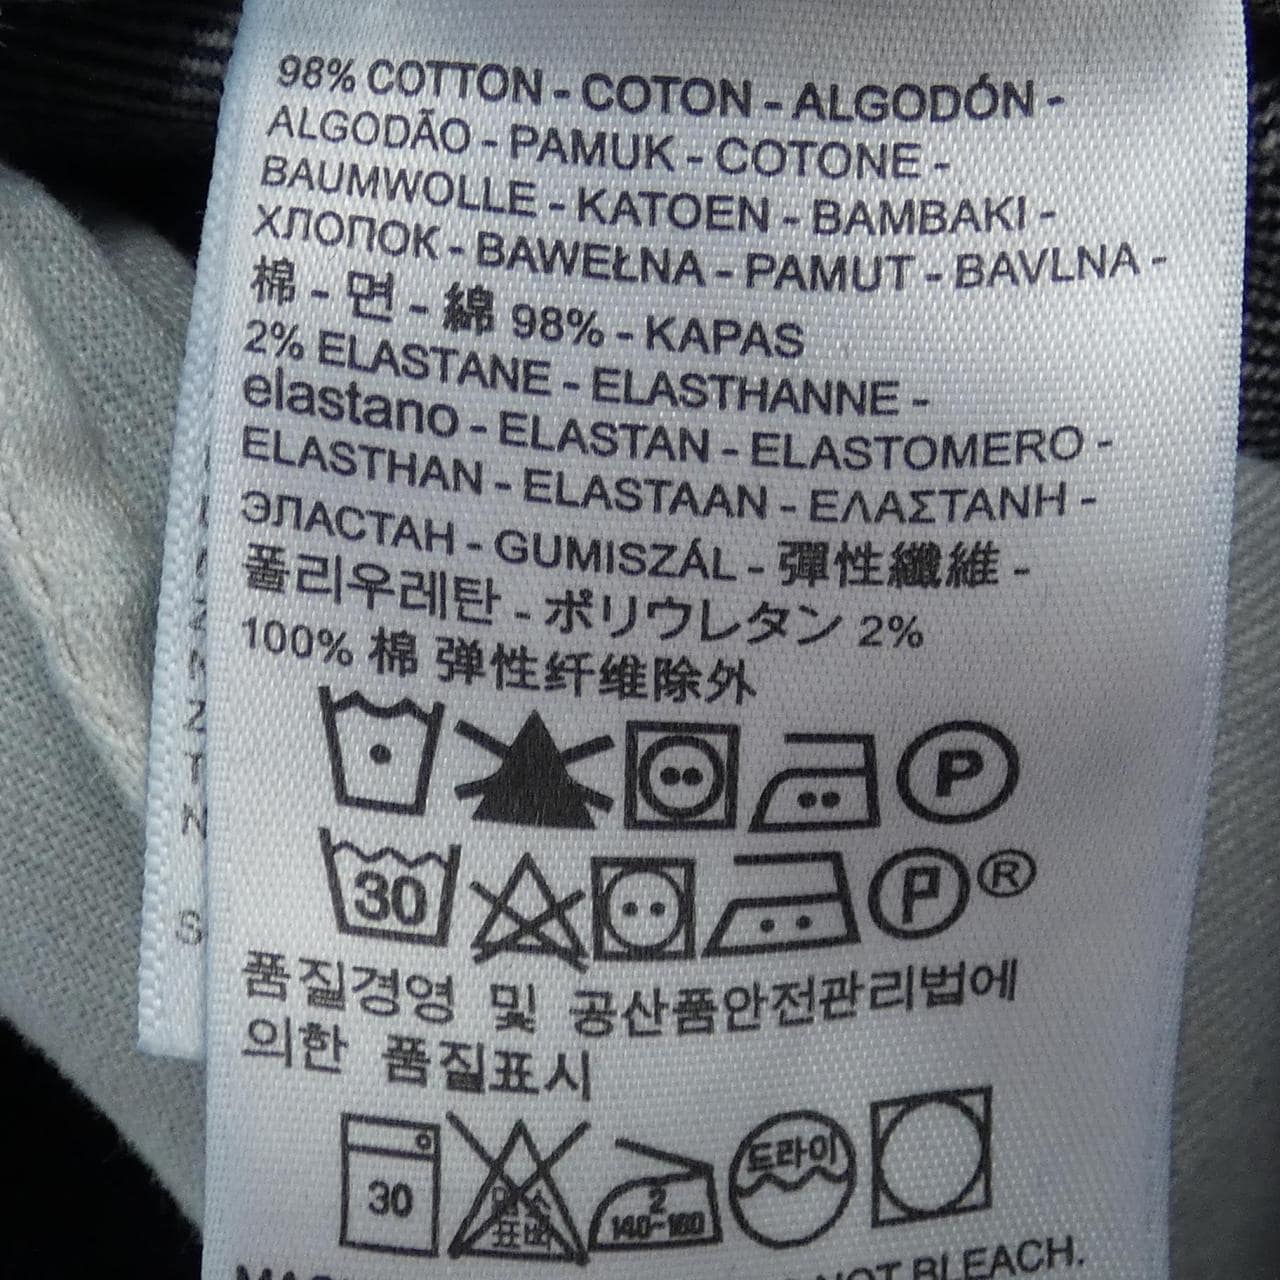 98% COTTON - COTON - ALGODÓN -
ALGODÃO - PAMUK - COTONE -
BAUMWOLLE - KATOEN - BAMBAKI -
ХЛОПОК - BAWEŁNA - PAMUT - BAVLNA -
棉 - 면 - 綿 98% - KAPAS
2% ELASTANE - ELASTHANNE -
elastano - ELASTAN - ELASTOMERO -
ELASTHAN - ELASTAAN - ΕΛΑΣΤΑΝΗ -
ЭЛАСТАН - GUMISZÁL - 彈性纖維 -
폴리우레탄 - ポリウレタン 2%
100% 棉 弹性纤维除外
P
30 P ®
품질경영 및 공산품안전관리법에
의한 품질표시
30 2 140~160 드라이
NOT BLEACH.